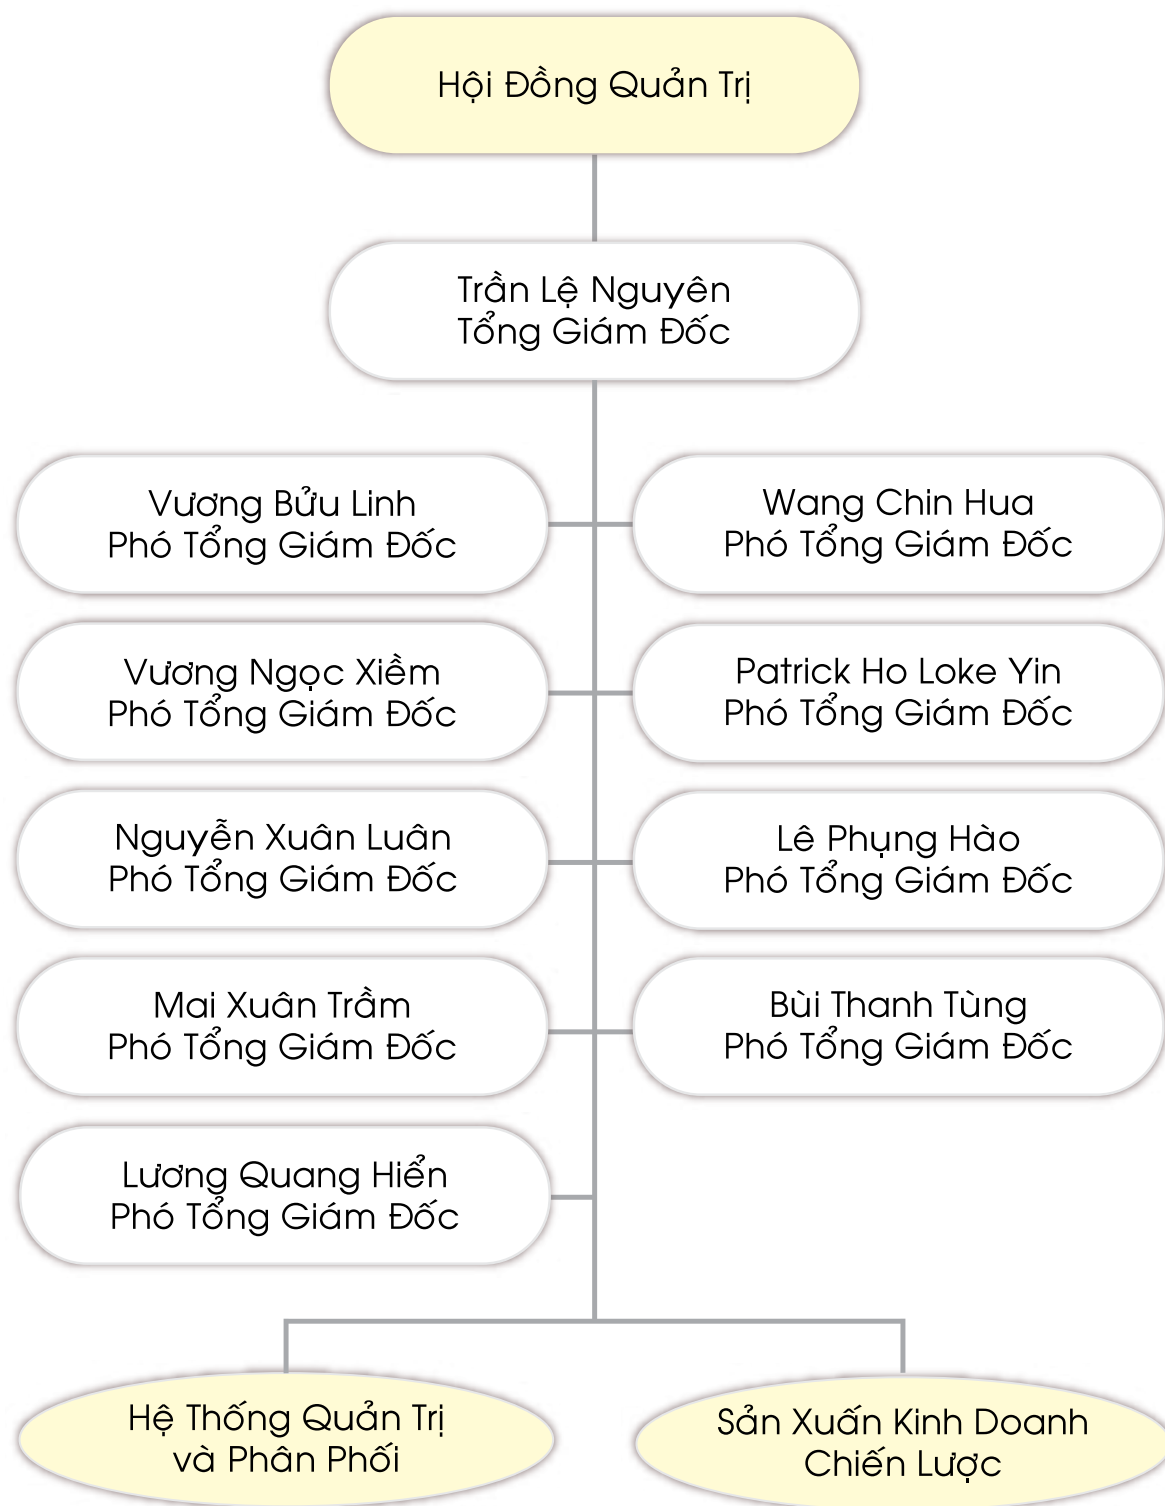 Hội Đồng Quản Trị
Trần Lệ Nguyên
Tổng Giám Đốc
Vương Bửu Linh
Phó Tổng Giám Đốc
Wang Chin Hua
Phó Tổng Giám Đốc
Vương Ngọc Xiềm
Phó Tổng Giám Đốc
Patrick Ho Loke Yin
Phó Tổng Giám Đốc
Nguyễn Xuân Luân
Phó Tổng Giám Đốc
Lê Phụng Hào
Phó Tổng Giám Đốc
Mai Xuân Trầm
Phó Tổng Giám Đốc
Bùi Thanh Tùng
Phó Tổng Giám Đốc
Lương Quang Hiển
Phó Tổng Giám Đốc
Hệ Thống Quản Trị
và Phân Phối
Sản Xuấn Kinh Doanh
Chiến Lược